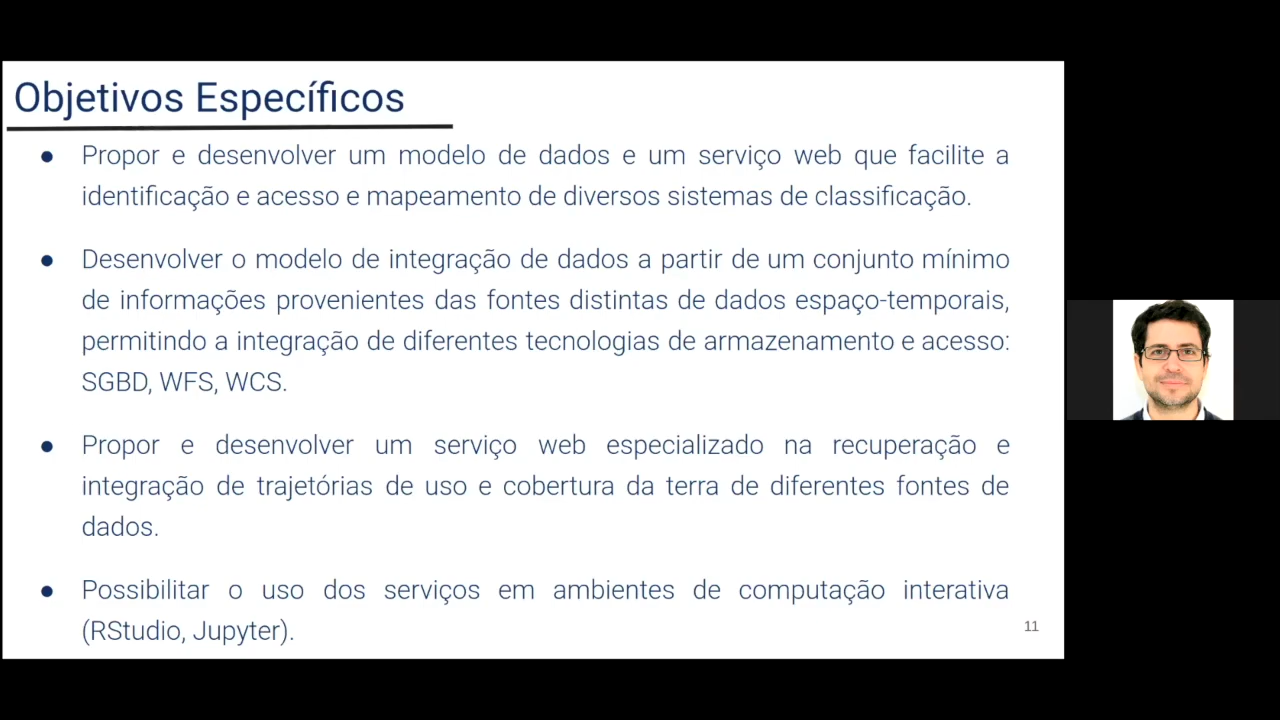 Objetivos Específicos
● Propor e desenvolver um modelo de dados e um serviço web que facilite a
identificação e acesso e mapeamento de diversos sistemas de classificação.
● Desenvolver o modelo de integração de dados a partir de um conjunto mínimo
de informações provenientes das fontes distintas de dados espaço-temporais,
permitindo a integração de diferentes tecnologias de armazenamento e acesso:
SGBD, WFS, WCS.
● Propor e desenvolver um serviço web especializado na recuperação e
integração de trajetórias de uso e cobertura da terra de diferentes fontes de
dados.
● Possibilitar o uso dos serviços em ambientes de computação interativa
(RStudio, Jupyter).
11